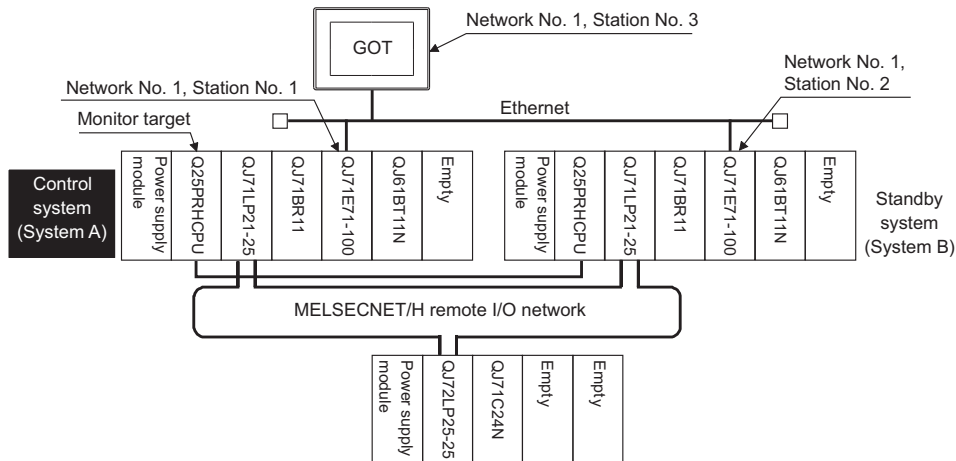 Network No. 1, Station No. 3
GOT
Network No. 1,
Station No. 2
Network No. 1, Station No. 1
Ethernet
Monitor target
Control
system
(System A)
Power supply
module
Q25PRHCPU
QJ71LP21-25
QJ71BR11
QJ71E71-100
QJ61BT11N
Empty
Power supply
module
Q25PRHCPU
QJ71LP21-25
QJ71BR11
QJ71E71-100
QJ61BT11N
Empty
Standby
system
(System B)
MELSECNET/H remote I/O network
Power supply
module
QJ72LP25-25
QJ71C24N
Empty
Empty